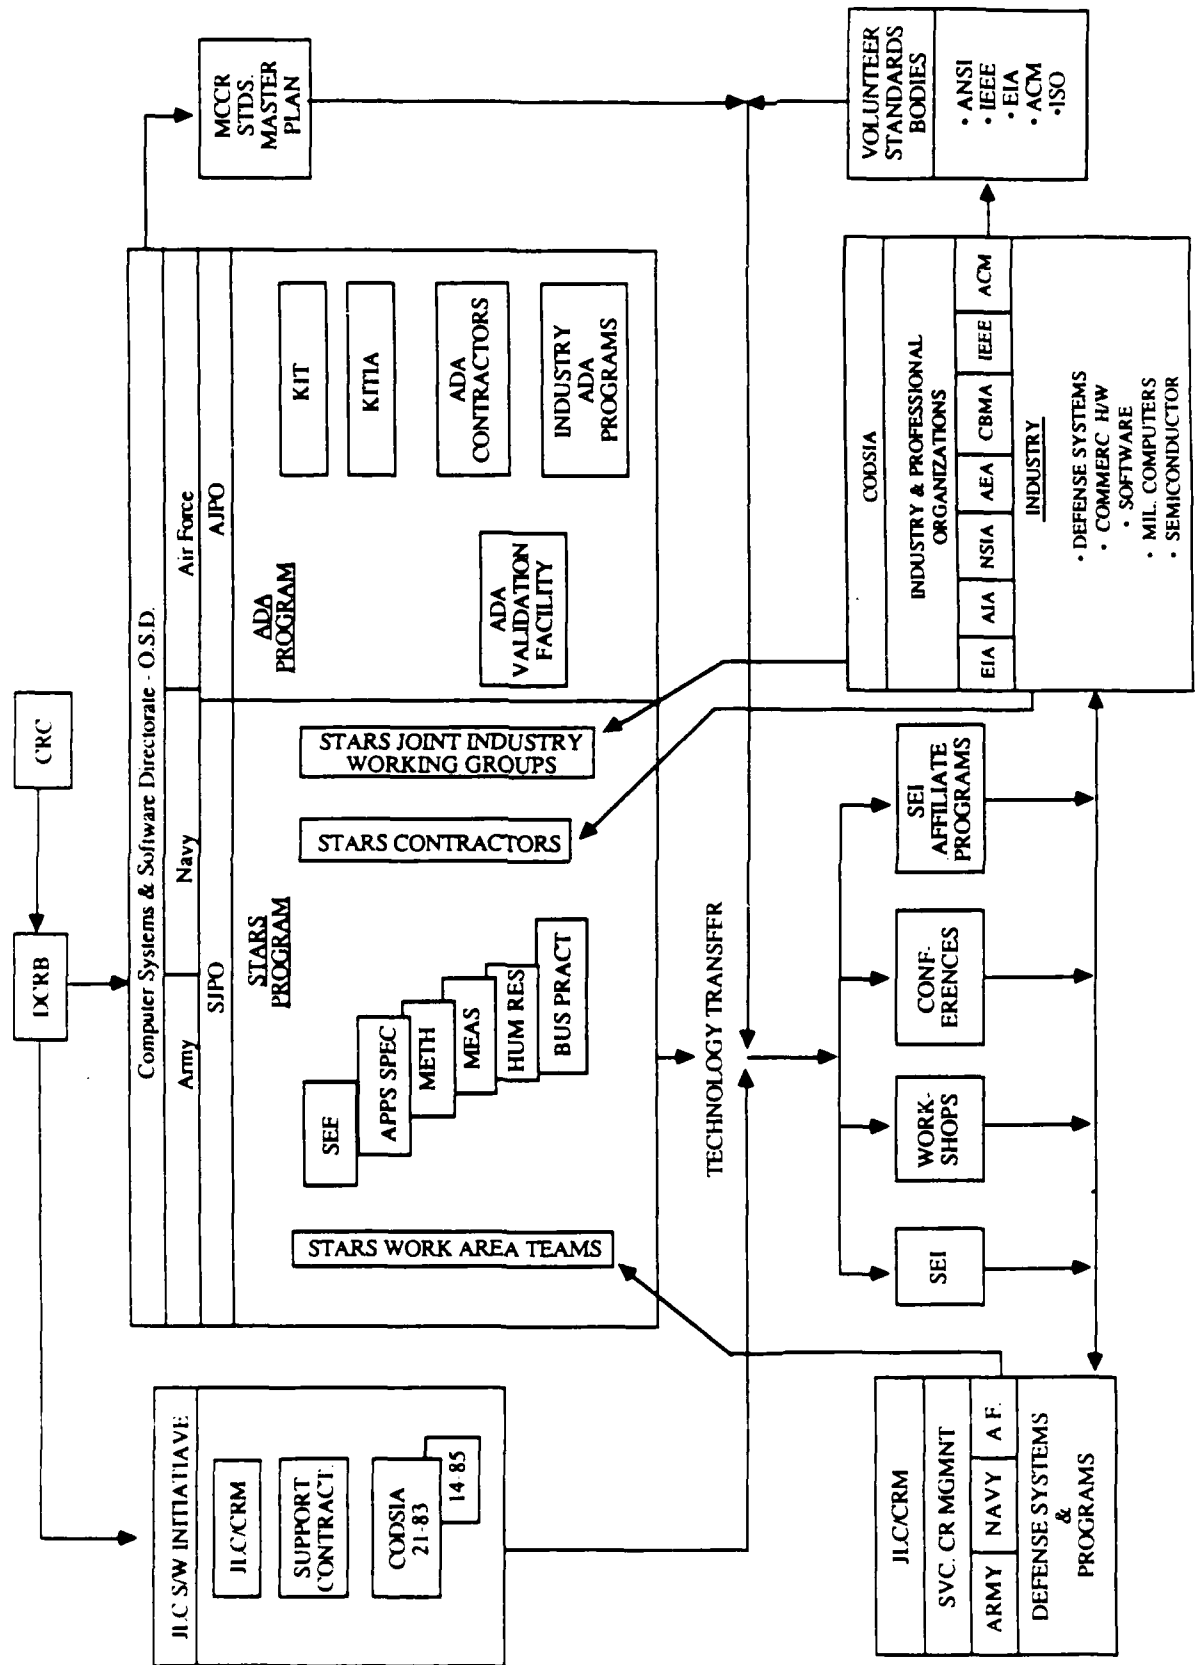 CRC
DCRB
JLC S/W INITIATIAVE
JLC/CRM
SUPPORT
CONTRACT.
CODSIA
21-83
14-85
Computer Systems & Software Directorate - O.S.D.
Army
Navy
Air Force
SJPO
AJPO
STARS
PROGRAM
STARS WORK AREA TEAMS
SEE
APPS SPEC
METH
MEAS
HUM RES
BUS PRACT
STARS CONTRACTORS
STARS JOINT INDUSTRY
WORKING GROUPS
ADA
PROGRAM
ADA
VALIDATION
FACILITY
KIT
KITIA
ADA
CONTRACTORS
INDUSTRY
ADA
PROGRAMS
MCCR
STDS.
MASTER
PLAN
TECHNOLOGY TRANSFER
SEI
WORK-
SHOPS
CONF-
ERENCES
SEI
AFFILIATE
PROGRAMS
JLC/CRM
SVC. CR MGMNT
ARMY
NAVY
A F.
DEFENSE SYSTEMS
&
PROGRAMS
CODSIA
INDUSTRY & PROFESSIONAL
ORGANIZATIONS
EIA
AIA
NSIA
AEA
CBMA
IEEE
ACM
INDUSTRY
• DEFENSE SYSTEMS
• COMMERC H/W
• SOFTWARE
• MIL. COMPUTERS
• SEMICONDUCTOR
VOLUNTEER
STANDARDS
BODIES
• ANSI
• IEEE
• EIA
• ACM
•ISO